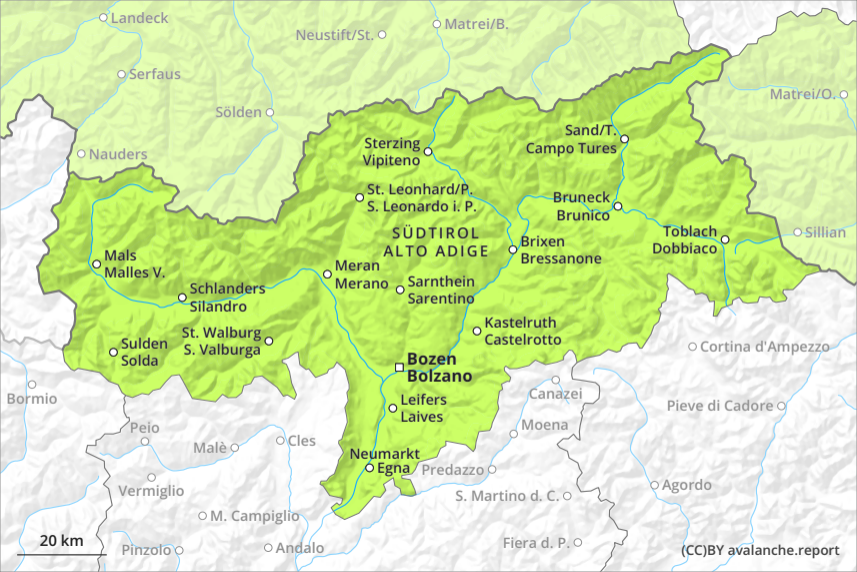 Landeck
Matrei/B.
Neustift/St.
Serfaus
Matrei/O.
Sölden
Sand/T.
Campo Tures
Sterzing
Vipiteno
Nauders
St. Leonhard/P.
S. Leonardo i. P.
Bruneck
Brunico
SÜDTIROL
ALTO ADIGE
Toblach
Dobbiaco
Sillian
Brixen
Bressanone
Mals
Malles V.
Meran
Merano
Sarnthein
Sarentino
Schlanders
Silandro
Kastelruth
Castelrotto
St. Walburg
S. Valburga
Sulden
Solda
Cortina d'Ampezzo
Bozen
Bolzano
Bormio
Canazei
Leifers
Laives
Pieve di Cadore
Peio
Moena
Malè
Cles
Neumarkt
Egna
Predazzo
Vermiglio
Agordo
S. Martino d. C.
M. Campiglio
20 km
Pinzolo
Andalo
Fiera d. P.
(CC)BY avalanche.report